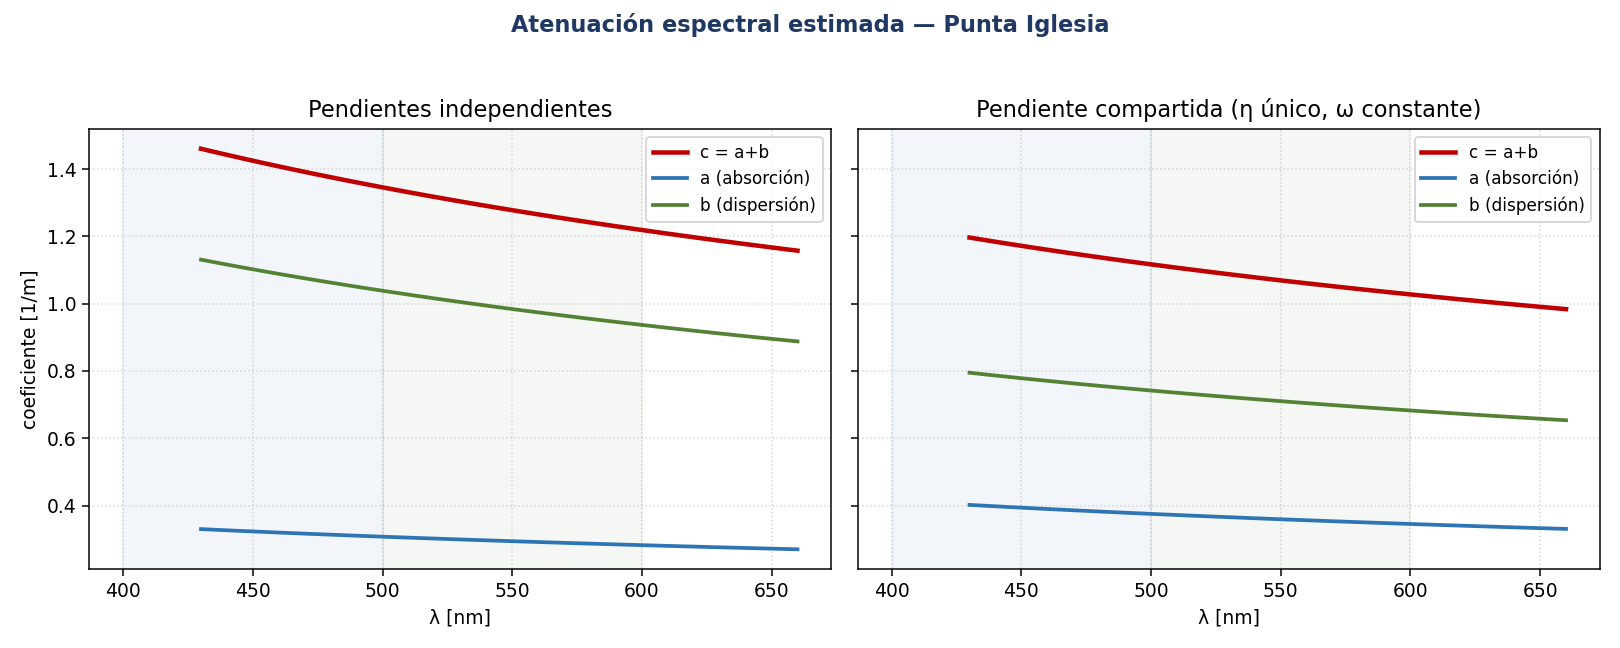 Atenuación espectral estimada — Punta Iglesia
Pendientes independientes
c = a+b
a (absorción)
b (dispersión)
coeficiente [1/m]
1.4
1.2
1.0
0.8
0.6
0.4
400 450 500 550 600 650
λ [nm]
Pendiente compartida (η único, ω constante)
c = a+b
a (absorción)
b (dispersión)
400 450 500 550 600 650
λ [nm]